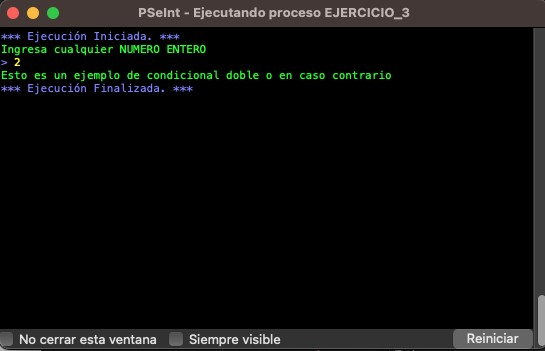 PSeInt - Ejecutando proceso EJERCICIO_3
*** Ejecución Iniciada. ***
Ingresa cualquier NUMERO ENTERO
> 2
Esto es un ejemplo de condicional doble o en caso contrario
*** Ejecución Finalizada. ***
No cerrar esta ventana Siempre visible Reiniciar